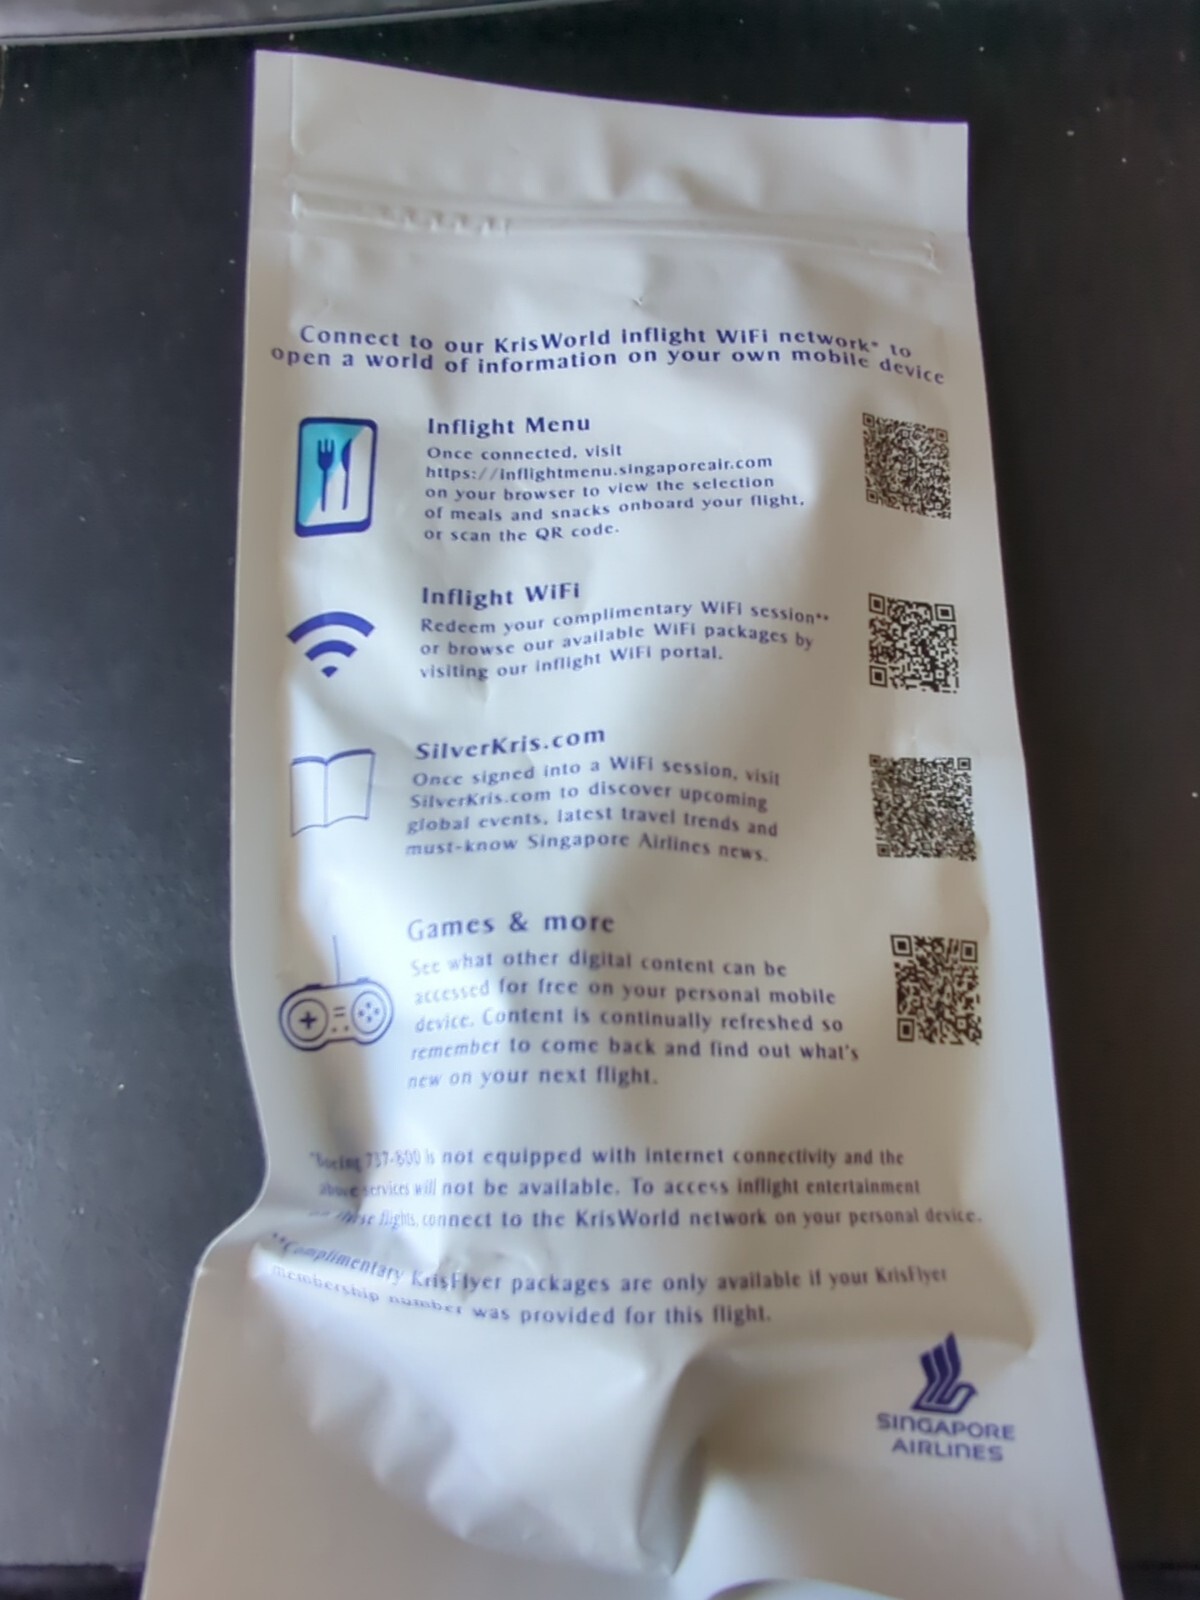 Connect to our KrisWorld inflight WiFi network* to
open a world of information on your own mobile device
Inflight Menu
Once connected, visit
https://inflightmenu.singaporeair.com
on your browser to view the selection
of meals and snacks onboard your flight,
or scan the QR code.
Inflight WiFi
Redeem your complimentary WiFi session**
or browse our available WiFi packages by
visiting our inflight WiFi portal.
SilverKris.com
Once signed into a WiFi session, visit
SilverKris.com to discover upcoming
global events, latest travel trends and
must-know Singapore Airlines news.
Games & more
See what other digital content can be
accessed for free on your personal mobile
device. Content is continually refreshed so
remember to come back and find out what's
new on your next flight.
*Boeing 737-800 is not equipped with internet connectivity and the
above services will not be available. To access inflight entertainment
on these flights, connect to the KrisWorld network on your personal device.
**Complimentary KrisFlyer packages are only available if your KrisFlyer
membership number was provided for this flight.
SINGAPORE
AIRLINES